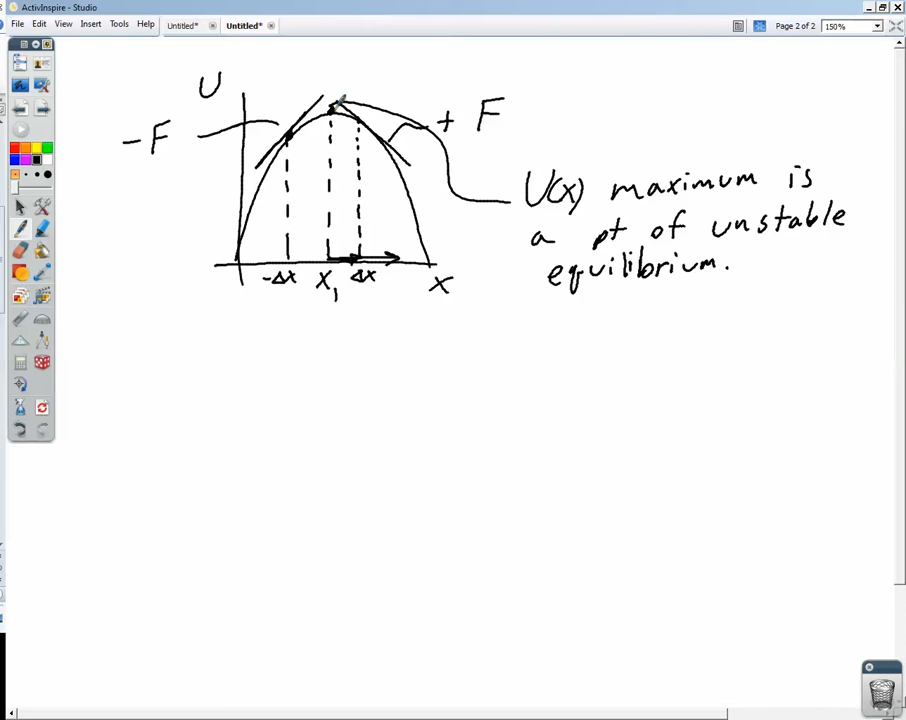 ActivInspire - Studio
File Edit View Insert Tools Help
Untitled* Untitled*
Page 2 of 2 150%
U
-F
+ F
U(x) maximum is
a pt of unstable
equilibrium.
-Δx x₁ Δx x